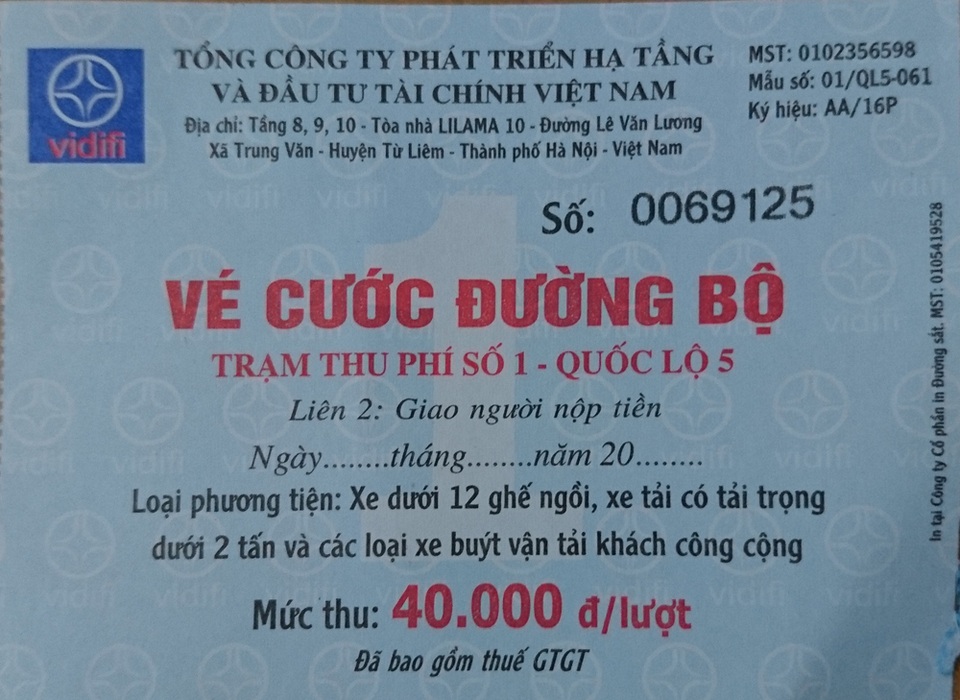 vidifi
TỔNG CÔNG TY PHÁT TRIỂN HẠ TẦNG
VÀ ĐẦU TƯ TÀI CHÍNH VIỆT NAM
Địa chỉ: Tầng 8, 9, 10 - Tòa nhà LILAMA 10 - Đường Lê Văn Lương
Xã Trung Văn - Huyện Từ Liêm - Thành phố Hà Nội - Việt Nam
MST: 0102356598
Mẫu số: 01/QL5-061
Ký hiệu: AA/16P
Số: 0069125
VÉ CƯỚC ĐƯỜNG BỘ
TRẠM THU PHÍ SỐ 1 - QUỐC LỘ 5
Liên 2: Giao người nộp tiền
Ngày........tháng........năm 20........
Loại phương tiện: Xe dưới 12 ghế ngồi, xe tải có tải trọng
dưới 2 tấn và các loại xe buýt vận tải khách công cộng
Mức thu: 40.000 đ/lượt
Đã bao gồm thuế GTGT
In tại Công ty Cổ phần in Đường sắt. MST: 0105419528
1